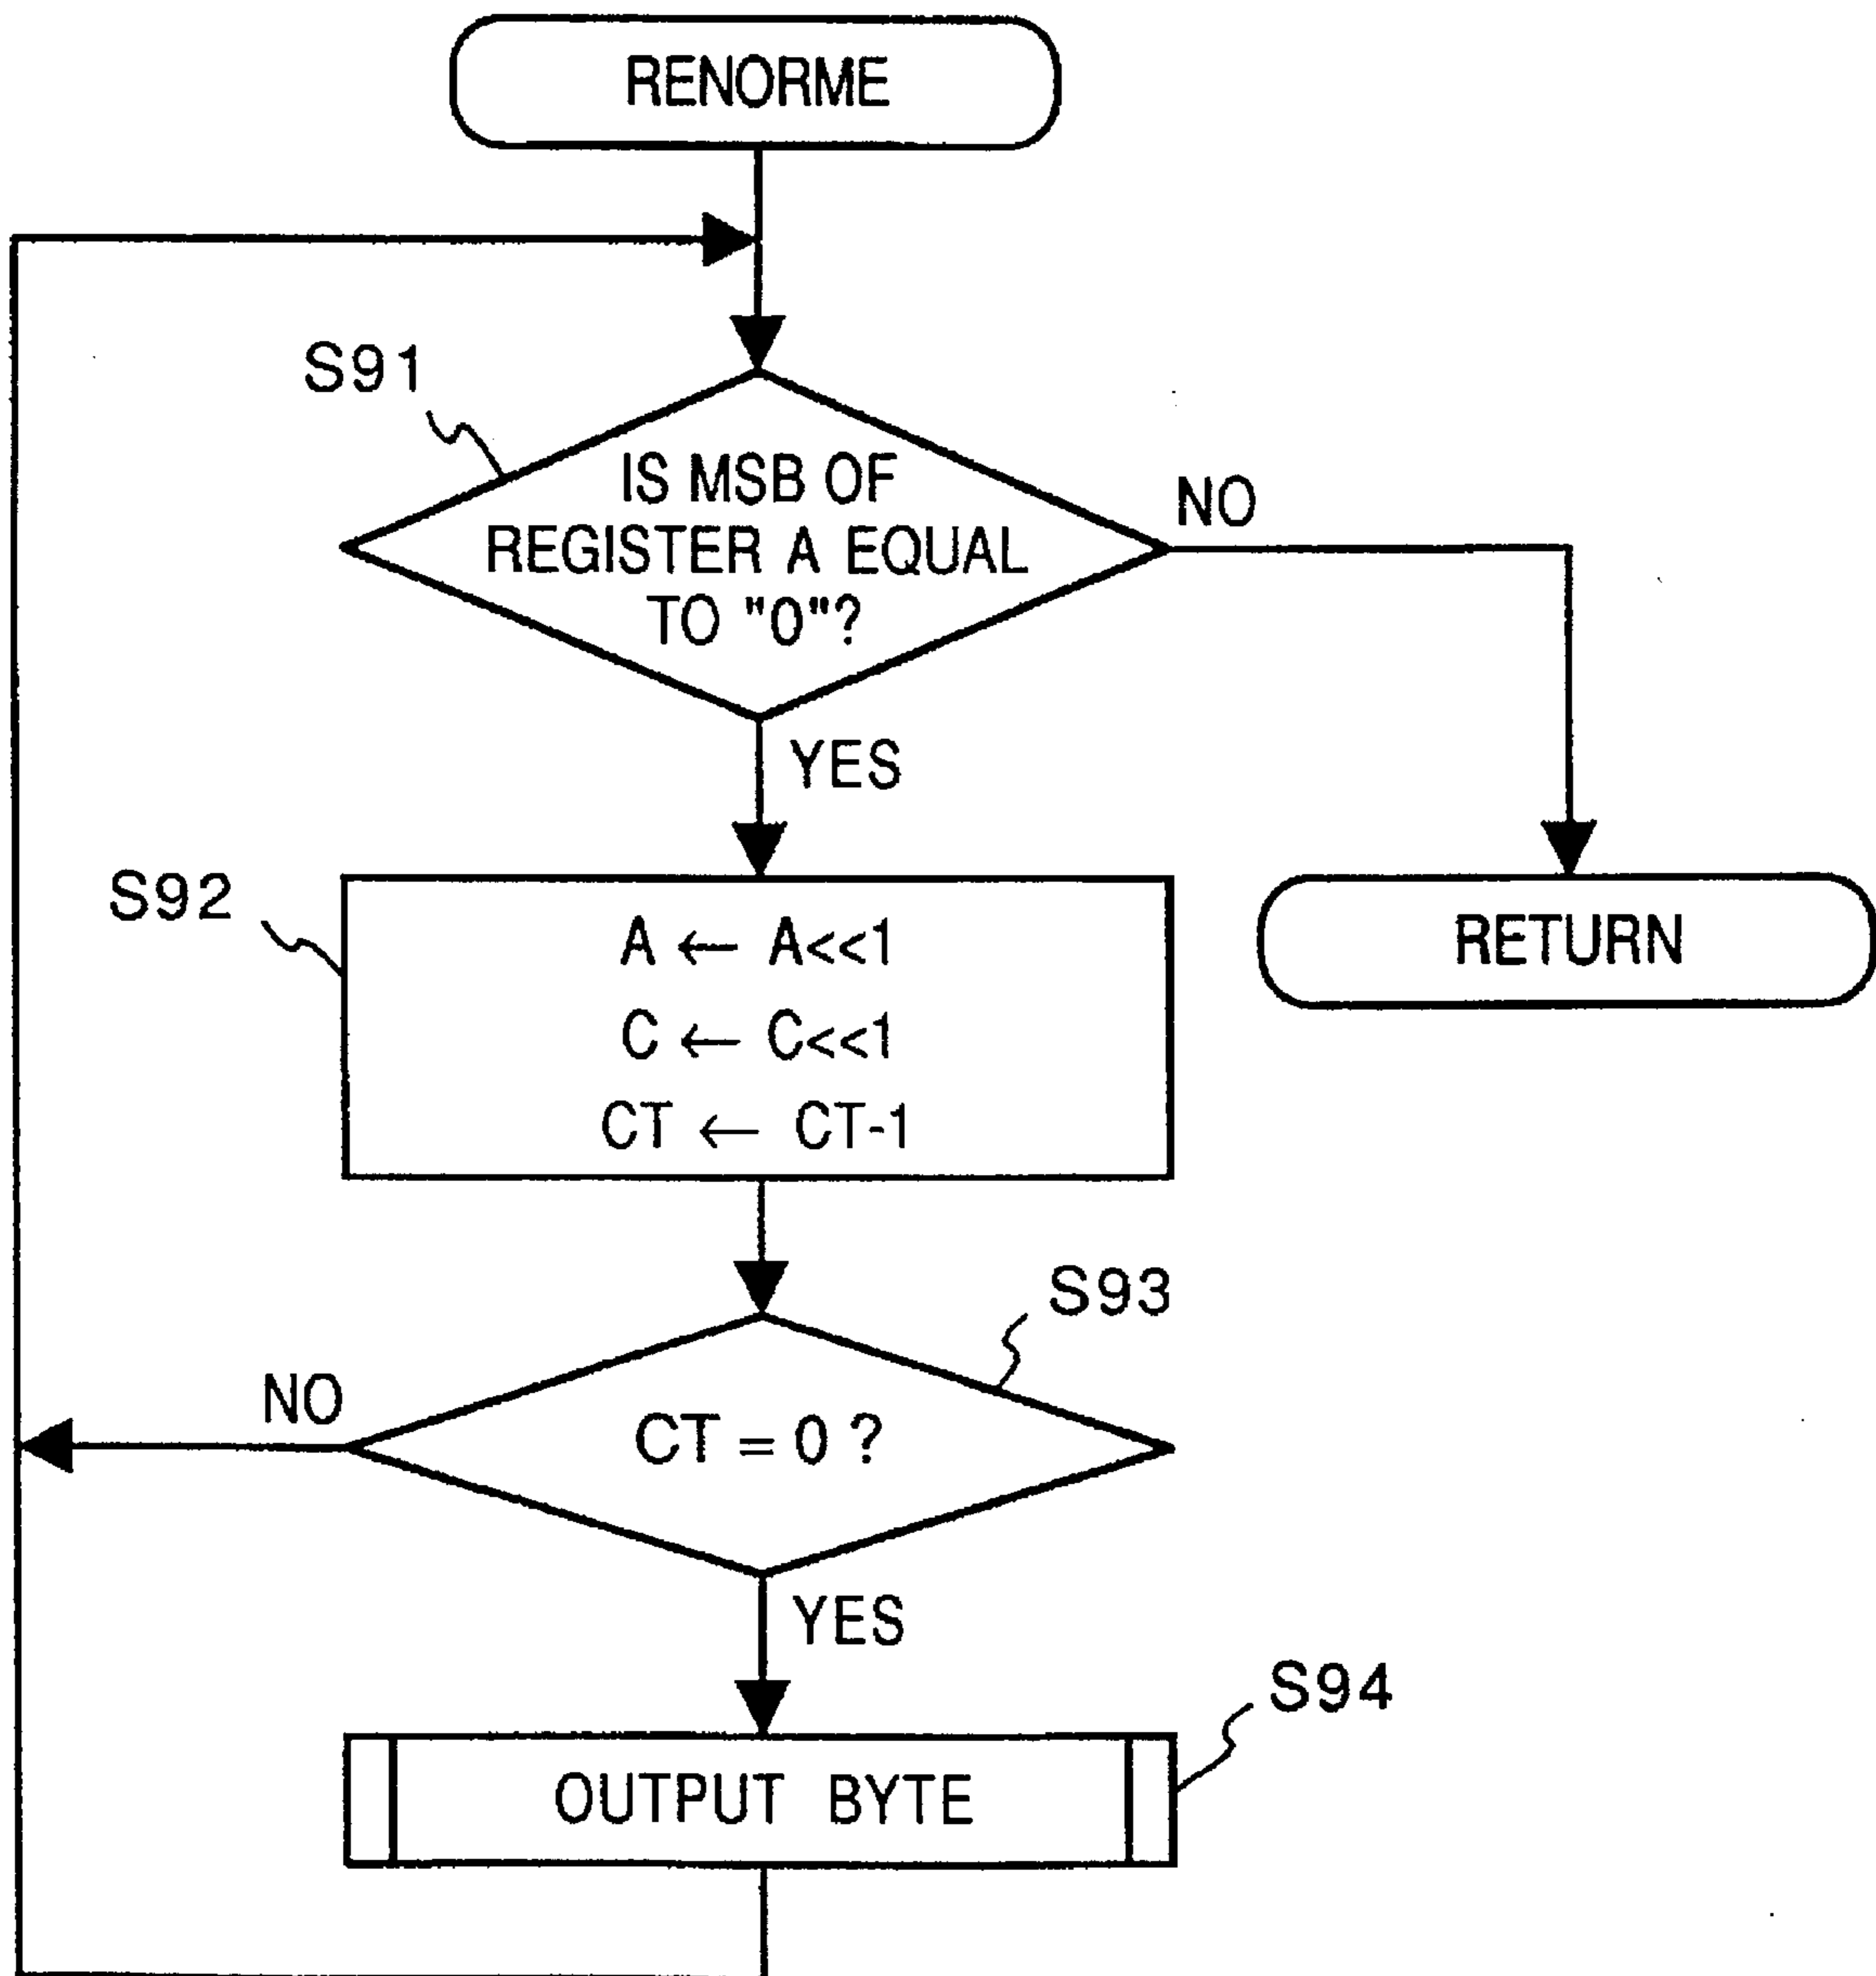 RENORME
S91
IS MSB OF
REGISTER A EQUAL
TO "0"?
NO
YES
S92
A ← A<<1
C ← C<<1
CT ← CT-1
RETURN
S93
CT = 0 ?
NO
YES
S94
OUTPUT BYTE